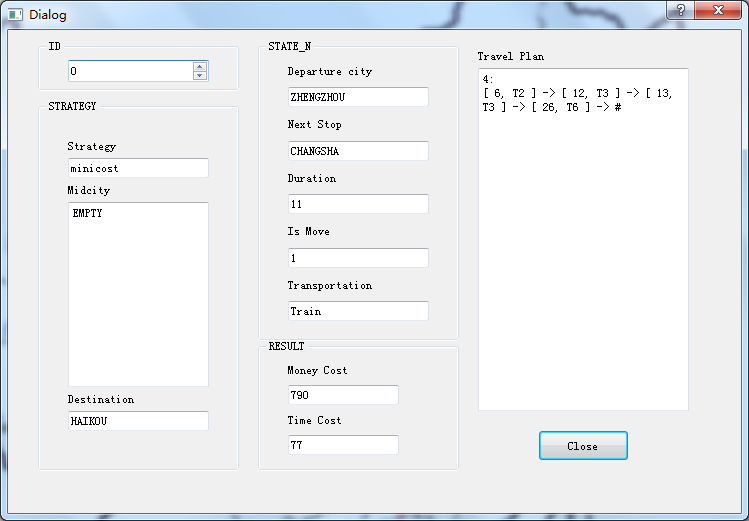 Dialog
ID
0
STRATEGY
Strategy
minicost
Midcity
EMPTY
Destination
HAIKOU
STATE_N
Departure city
ZHENGZHOU
Next Stop
CHANGSHA
Duration
11
Is Move
1
Transportation
Train
RESULT
Money Cost
790
Time Cost
77
Travel Plan
4:
[ 6, T2 ] -> [ 12, T3 ] -> [ 13,
T3 ] -> [ 26, T6 ] -> #
Close